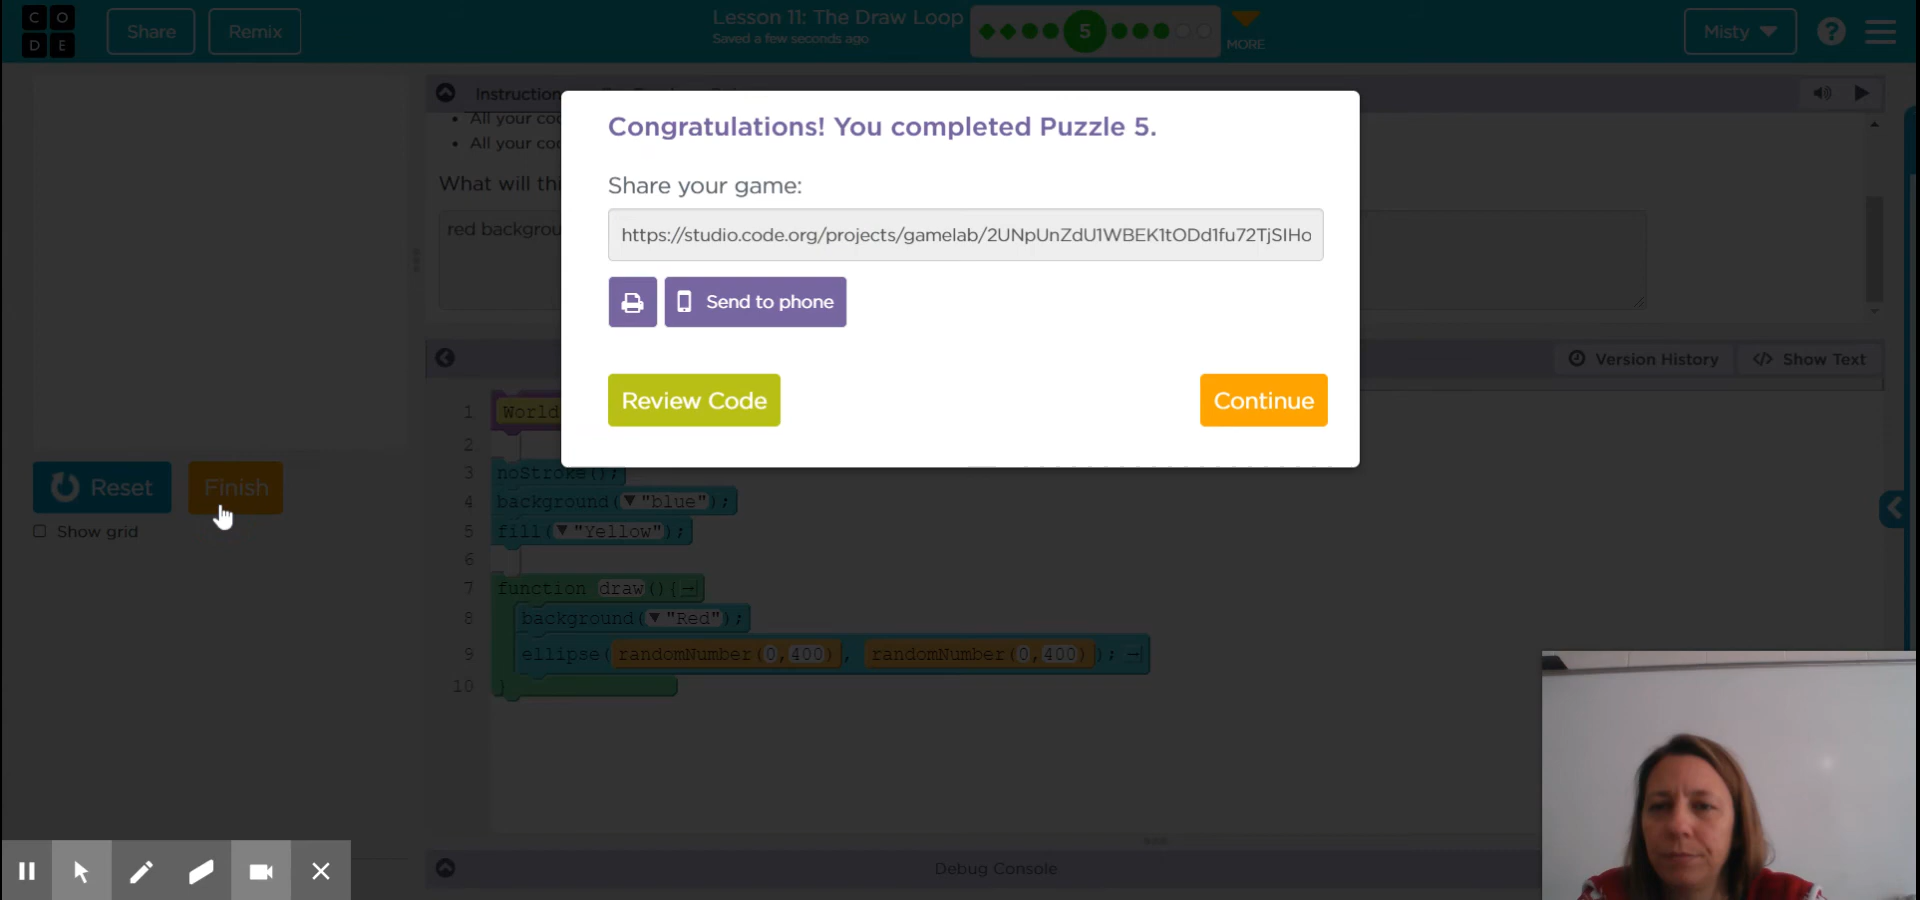 C O
D E
Share
Remix
Lesson 11: The Draw Loop
Saved a few seconds ago
5
MORE
Misty
?
Instruction
All your co
All your co
What will thi
red backgrou
Congratulations! You completed Puzzle 5.
Share your game:
https://studio.code.org/projects/gamelab/2UNpUnZdU1WBEK1tODd1fu72TjSIHo
Send to phone
Review Code
Continue
Version History
Show Text
Reset
Finish
Show grid
1 World
2
3 noStroke();
4 background("blue");
5 fill("Yellow");
6
7 function draw(){
8 background("Red");
9 ellipse(randomNumber(0,400), randomNumber(0,400));
10 }
Debug Console